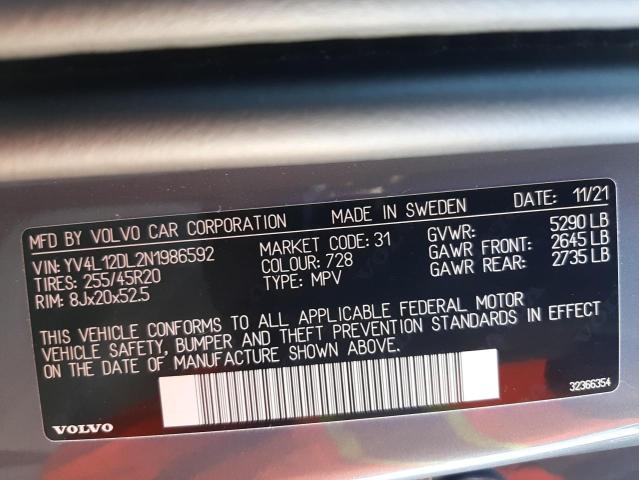 MFD BY VOLVO CAR CORPORATION MADE IN SWEDEN DATE: 11/21
VIN: YV4L12DL2N1986592 MARKET CODE: 31 GVWR: 5290 LB
TIRES: 255/45R20 COLOUR: 728 GAWR FRONT: 2645 LB
RIM: 8Jx20x52.5 TYPE: MPV GAWR REAR: 2735 LB
THIS VEHICLE CONFORMS TO ALL APPLICABLE FEDERAL MOTOR
VEHICLE SAFETY, BUMPER AND THEFT PREVENTION STANDARDS IN EFFECT
ON THE DATE OF MANUFACTURE SHOWN ABOVE.
32366354
VOLVO